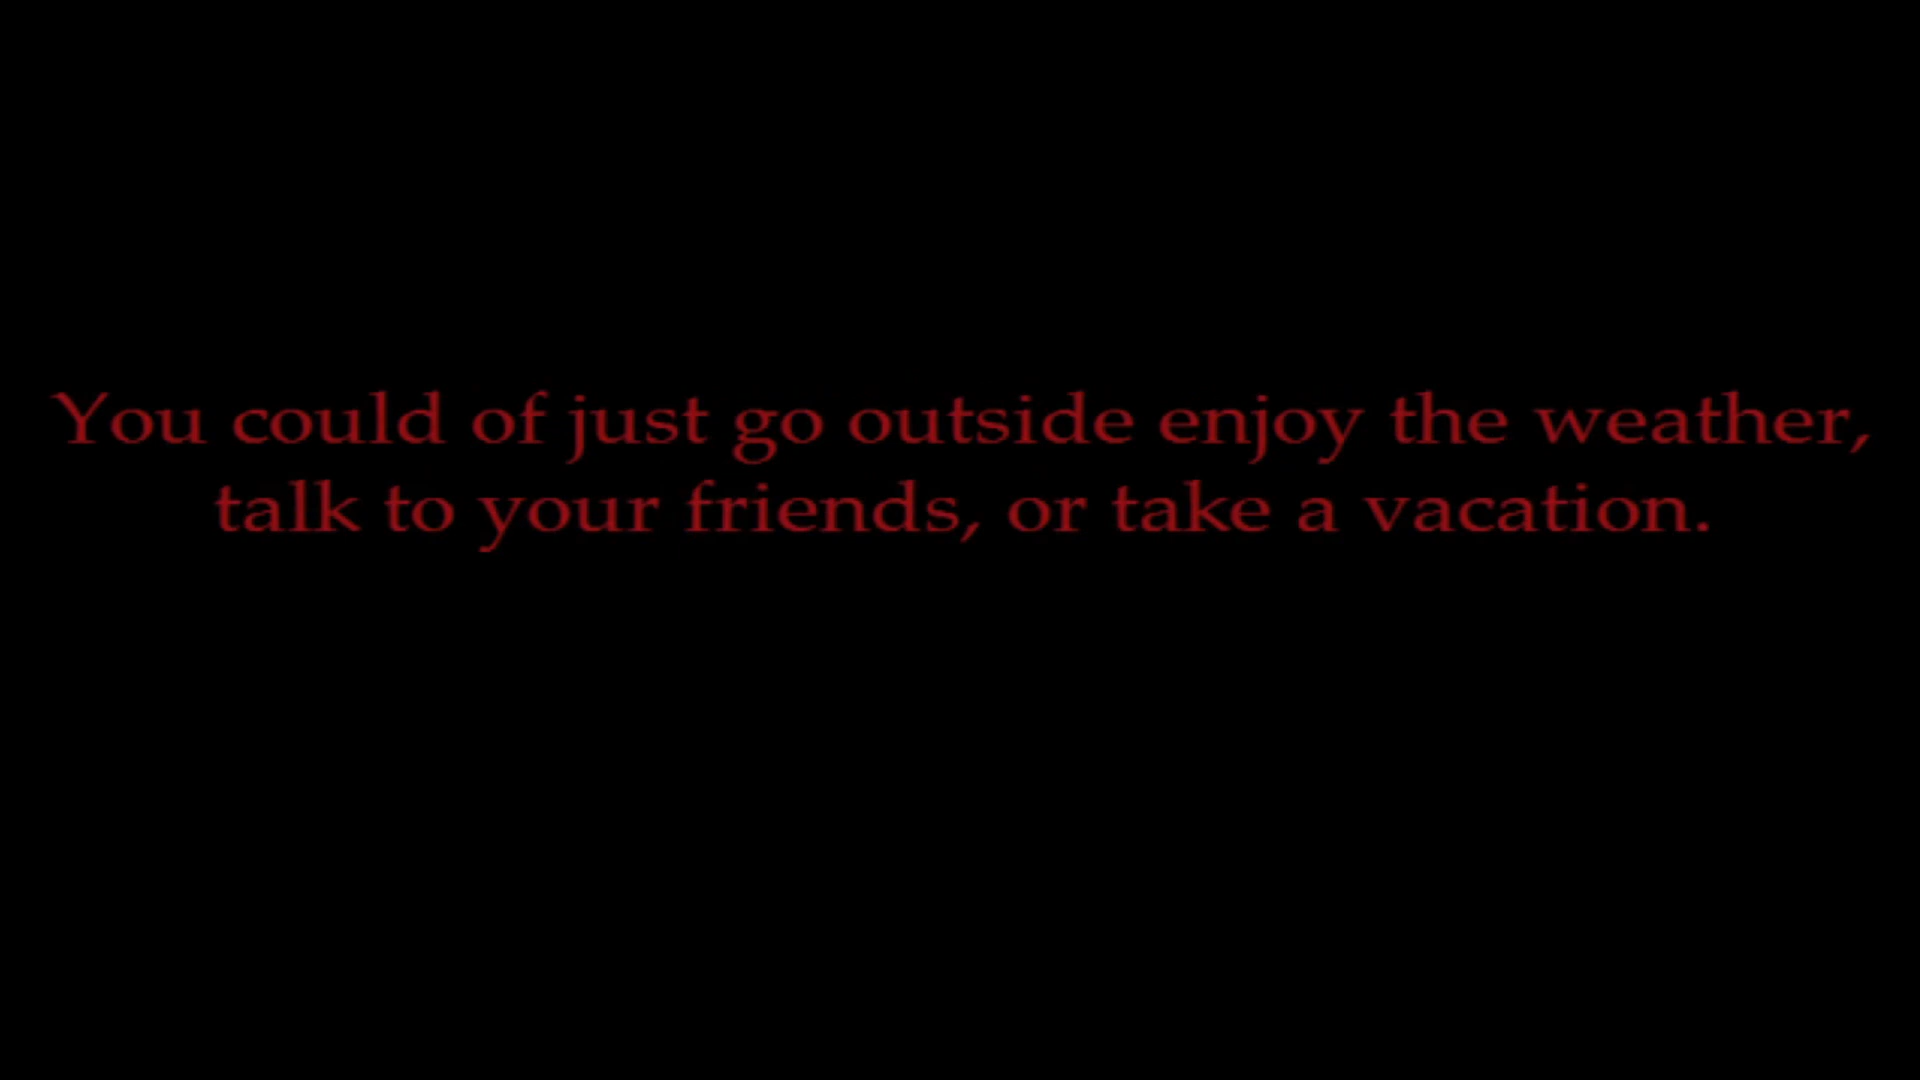 You could of just go outside enjoy the weather,
talk to your friends, or take a vacation.